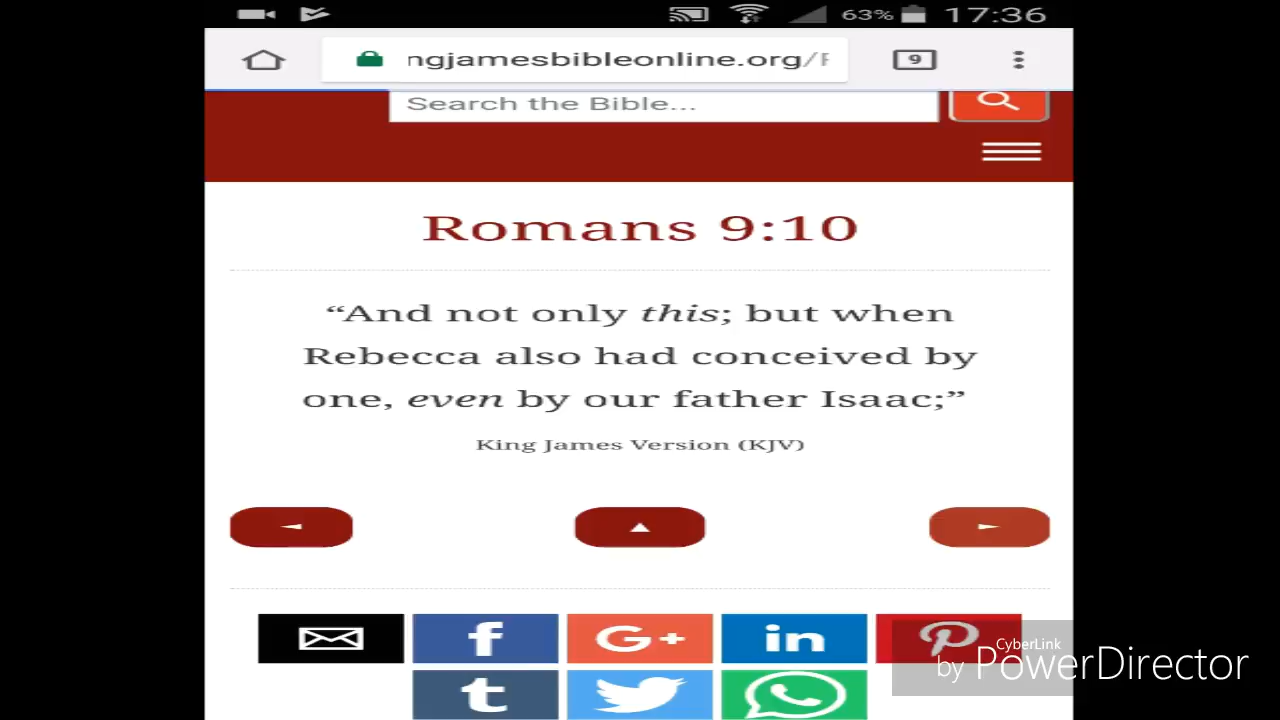 63% 17:36
ngjamesbibleonline.org/
9
Search the Bible...
Romans 9:10
“And not only this; but when
Rebecca also had conceived by
one, even by our father Isaac;”
King James Version (KJV)
f G+ in
t
CyberLink
by PowerDirector